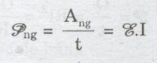 𝒫ng = Ang / t = ℰ.I